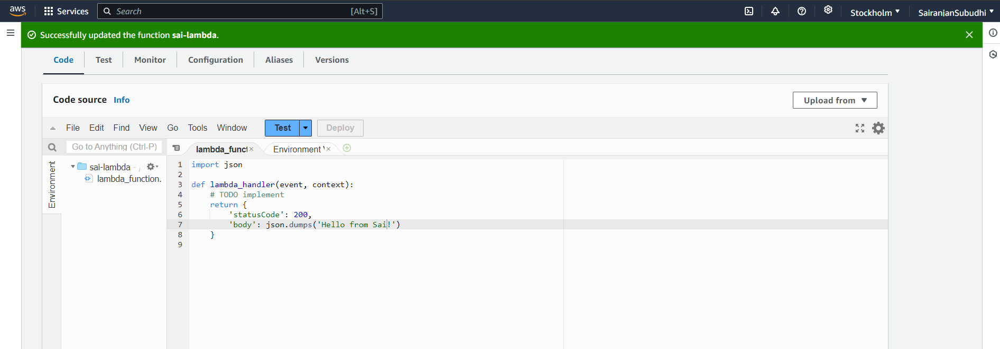 aws Services Search [Alt+S] Stockholm SairanjanSubudhi
Successfully updated the function sai-lambda.
Code Test Monitor Configuration Aliases Versions
Code source Info Upload from
File Edit Find View Go Tools Window Test Deploy
Go to Anything (Ctrl-P) lambda_funct × Environment ×
Environment
sai-lambda - /
lambda_function.
1 import json
2
3 def lambda_handler(event, context):
4 # TODO implement
5 return {
6 'statusCode': 200,
7 'body': json.dumps('Hello from Sai!')
8 }
9